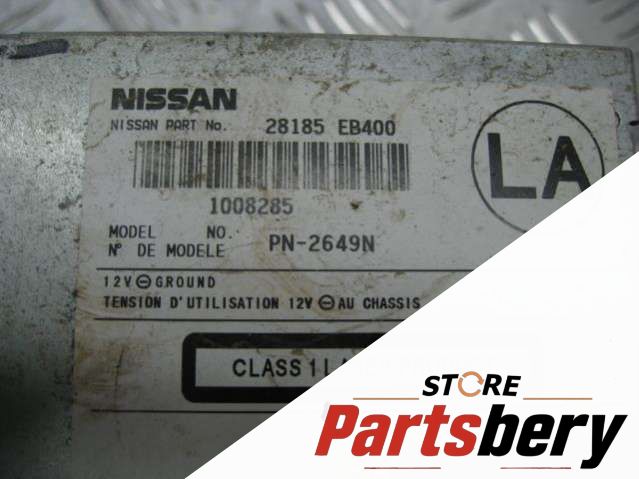 NISSAN
NISSAN PART No. 28185 EB400
LA
1008285
MODEL NO.
N° DE MODELE PN-2649N
12V ⊖ GROUND
TENSION D'UTILISATION 12V ⊖ AU CHASSIS
CLASS 1
STORE
Partsbery